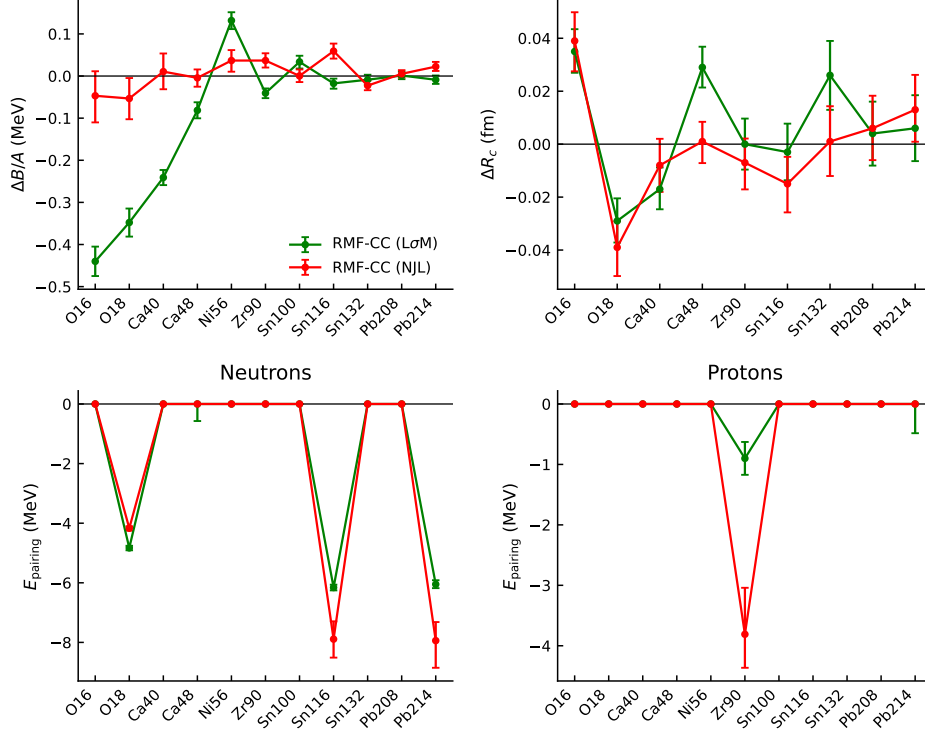 ΔB/A (MeV)
0.1
0.0
−0.1
−0.2
−0.3
−0.4
−0.5
RMF-CC (LσM)
RMF-CC (NJL)
O16
O18
Ca40
Ca48
Ni56
Zr90
Sn100
Sn116
Sn132
Pb208
Pb214
ΔRc (fm)
0.04
0.02
0.00
−0.02
−0.04
O16
O18
Ca40
Ca48
Zr90
Sn116
Sn132
Pb208
Pb214
Neutrons
Epairing (MeV)
0
−2
−4
−6
−8
O16
O18
Ca40
Ca48
Ni56
Zr90
Sn100
Sn116
Sn132
Pb208
Pb214
Protons
Epairing (MeV)
0
−1
−2
−3
−4
O16
O18
Ca40
Ca48
Ni56
Zr90
Sn100
Sn116
Sn132
Pb208
Pb214